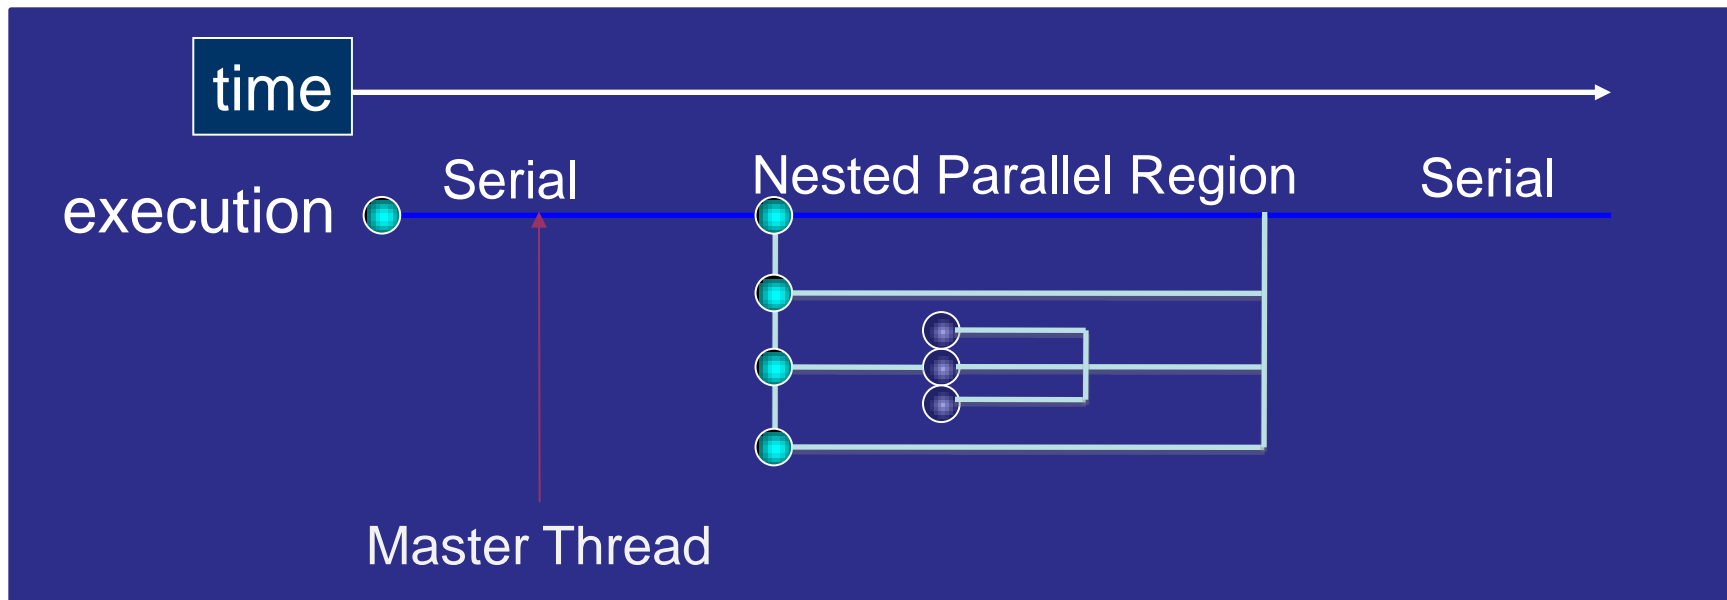 time
Serial
Nested Parallel Region
Serial
execution
Master Thread